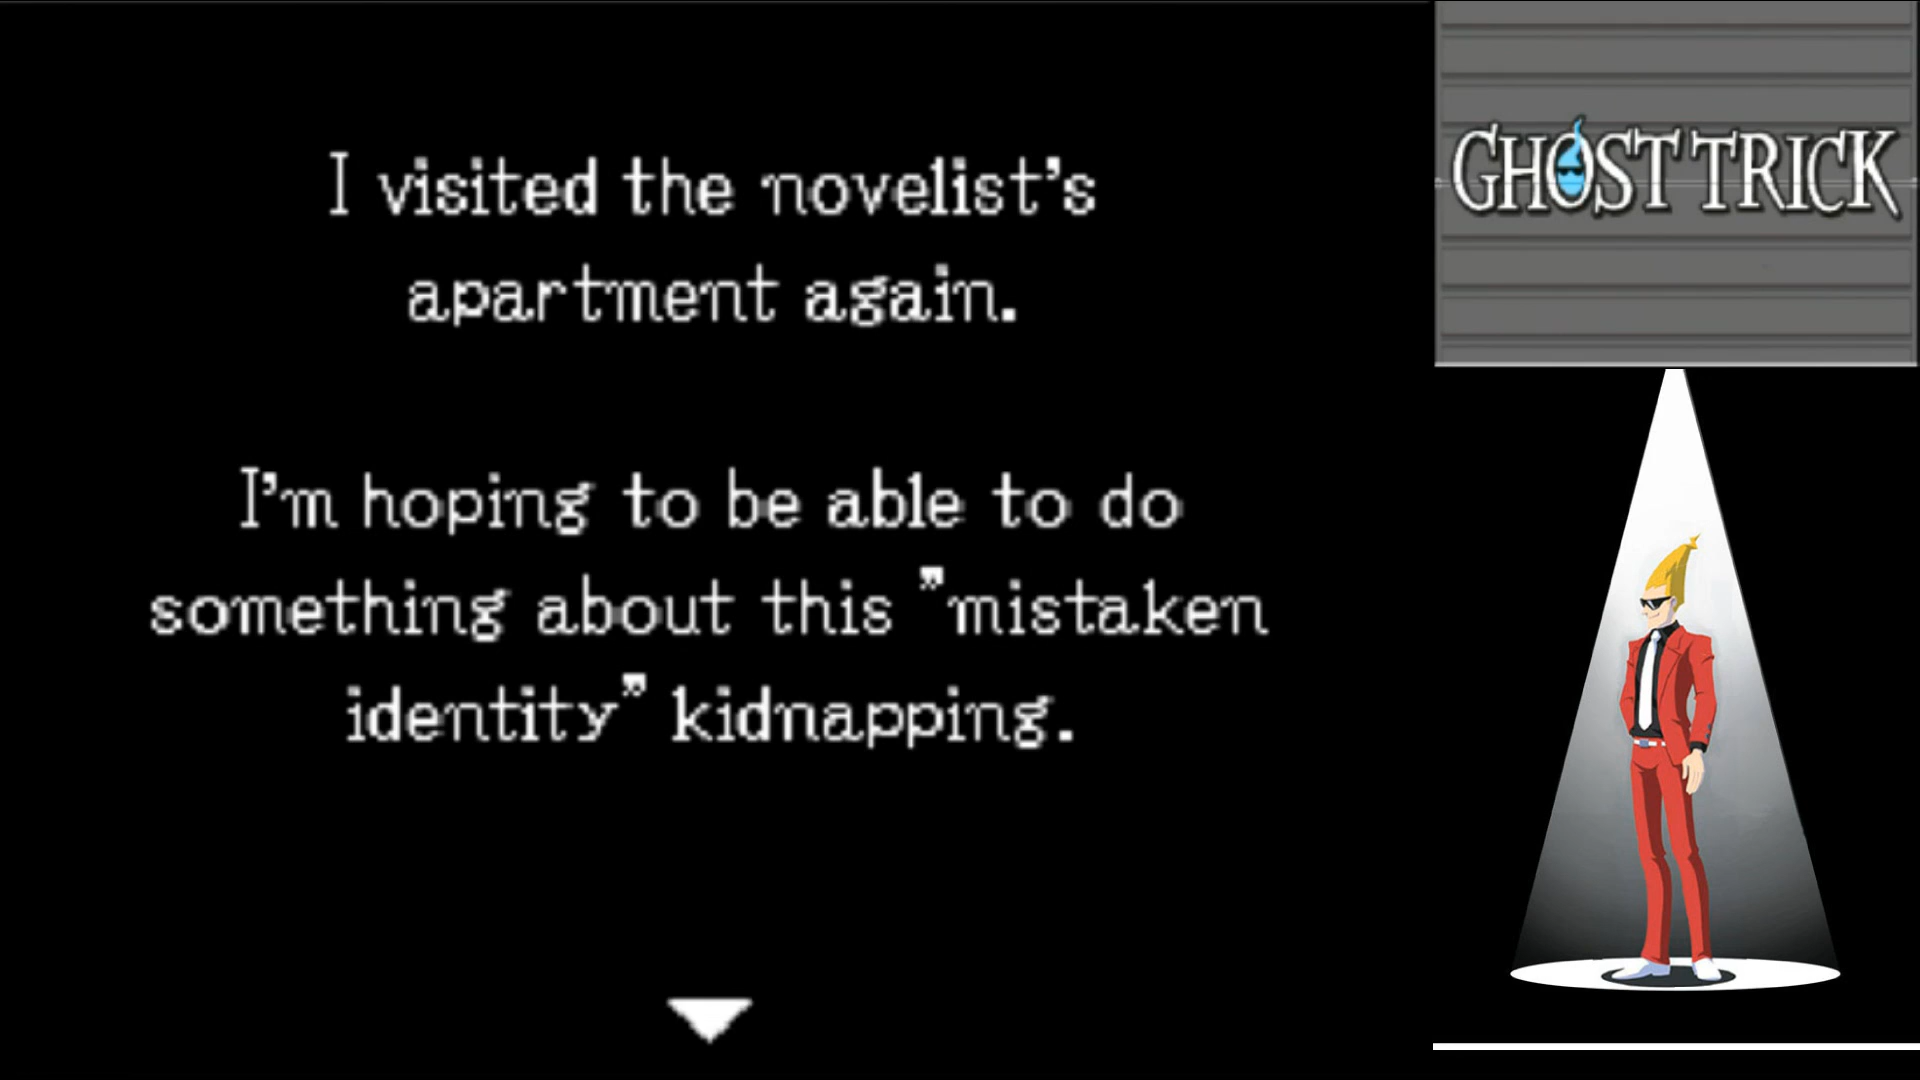 I visited the novelist's
apartment again.
I'm hoping to be able to do
something about this "mistaken
identity" kidnapping.
GHOST TRICK